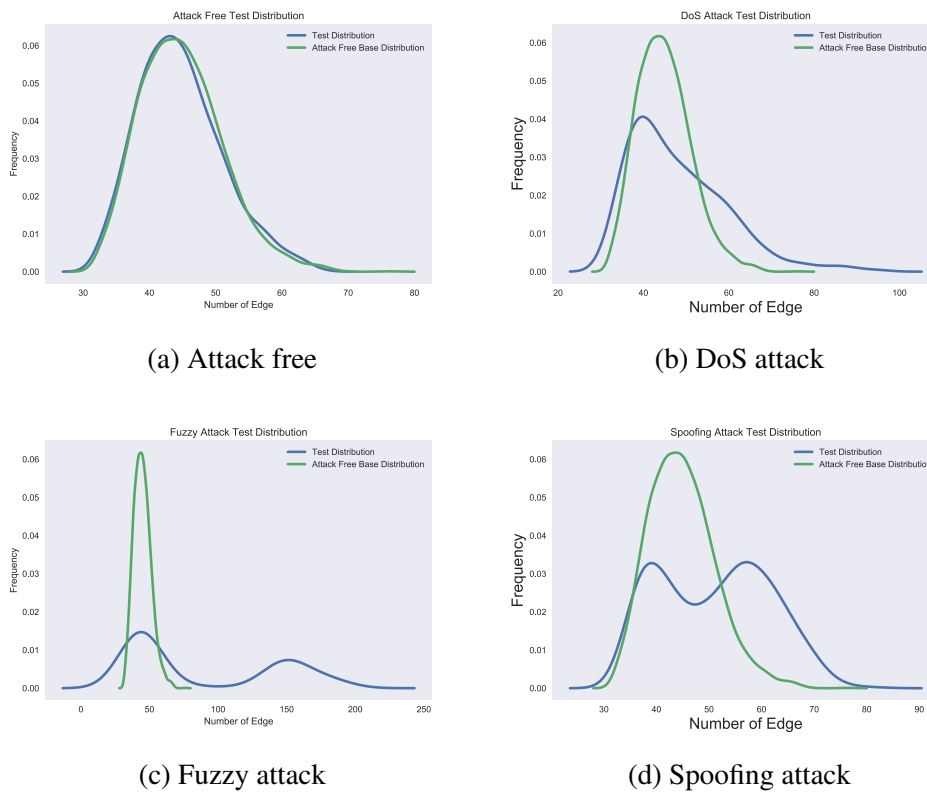 Attack Free Test Distribution
Test Distribution
Attack Free Base Distribution
0.06
0.05
0.04
0.03
0.02
0.01
0.00
Frequency
30 40 50 60 70 80
Number of Edge
(a) Attack free
DoS Attack Test Distribution
Test Distribution
Attack Free Base Distributio
0.06
0.05
0.04
0.03
0.02
0.01
0.00
Frequency
20 40 60 80 100
Number of Edge
(b) DoS attack
Fuzzy Attack Test Distribution
Test Distribution
Attack Free Base Distribution
0.06
0.05
0.04
0.03
0.02
0.01
0.00
Frequency
0 50 100 150 200 250
Number of Edge
(c) Fuzzy attack
Spoofing Attack Test Distribution
Test Distribution
Attack Free Base Distributio
0.06
0.05
0.04
0.03
0.02
0.01
0.00
Frequency
30 40 50 60 70 80 90
Number of Edge
(d) Spoofing attack